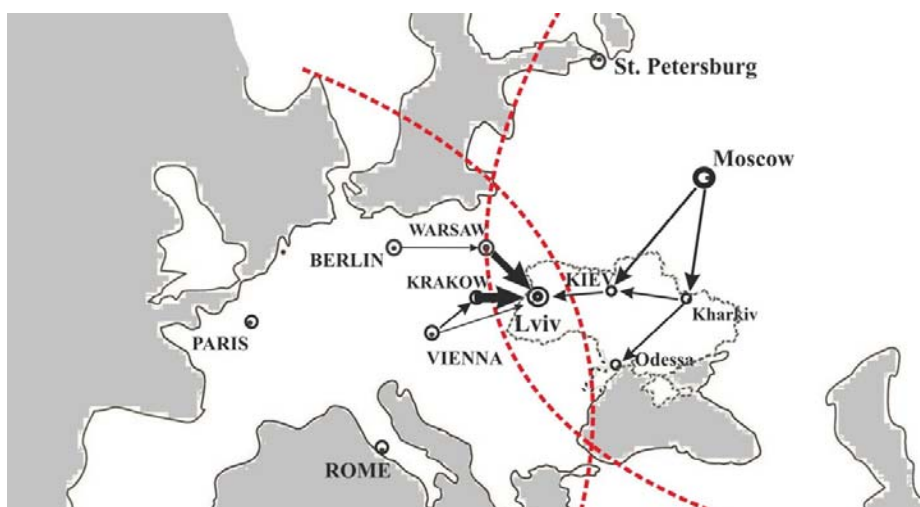 St. Petersburg
Moscow
WARSAW
BERLIN
KIEV
KRAKOW
Kharkiv
Lviv
PARIS
VIENNA
Odessa
ROME